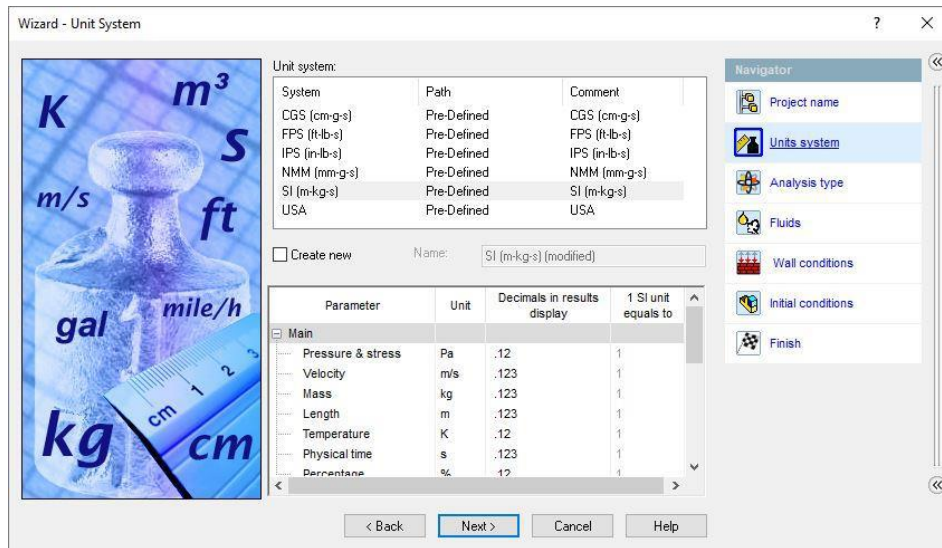 Wizard - Unit System
?
K
m³
S
m/s
ft
gal
mile/h
kg
cm 1 2 3
cm
Unit system:
System Path Comment
CGS (cm-g-s) Pre-Defined CGS (cm-g-s)
FPS (ft-lb-s) Pre-Defined FPS (ft-lb-s)
IPS (in-lb-s) Pre-Defined IPS (in-lb-s)
NMM (mm-g-s) Pre-Defined NMM (mm-g-s)
SI (m-kg-s) Pre-Defined SI (m-kg-s)
USA Pre-Defined USA
Create new Name: SI (m-kg-s) (modified)
Parameter Unit Decimals in results display 1 SI unit equals to
Main
Pressure & stress Pa .12 1
Velocity m/s .123 1
Mass kg .123 1
Length m .123 1
Temperature K .12 1
Physical time s .123 1
Percentage % .12 1
< Back Next > Cancel Help
Navigator
Project name
Units system
Analysis type
Fluids
Wall conditions
Initial conditions
Finish